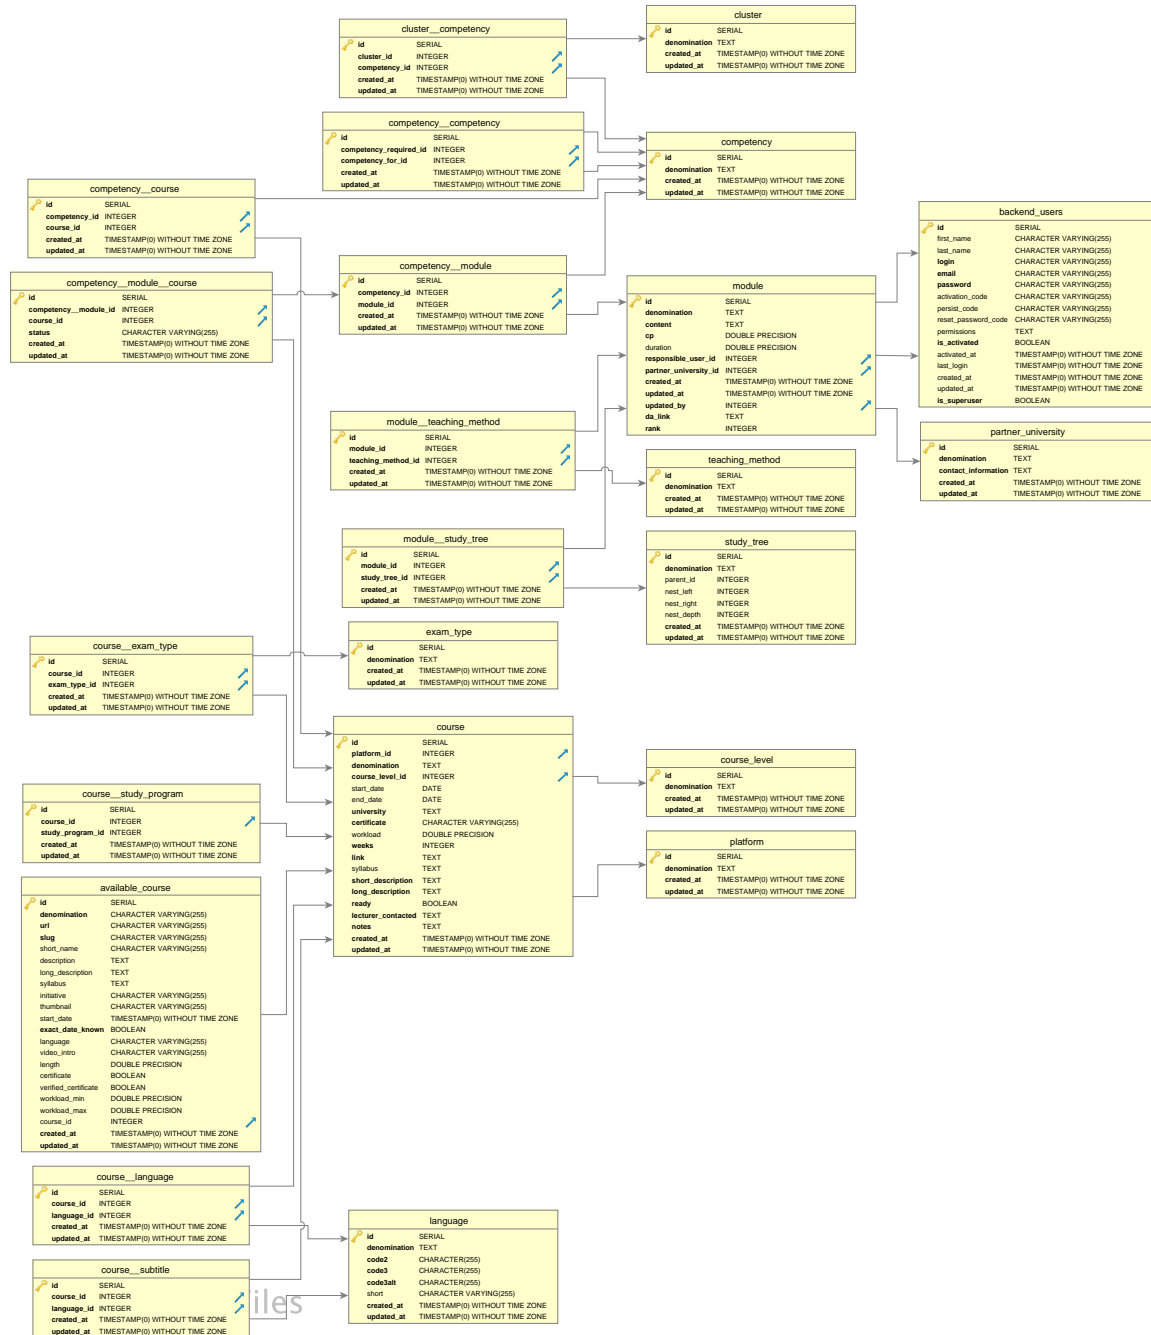 cluster__competency
id SERIAL
cluster_id INTEGER
competency_id INTEGER
created_at TIMESTAMP(0) WITHOUT TIME ZONE
updated_at TIMESTAMP(0) WITHOUT TIME ZONE
cluster
id SERIAL
denomination TEXT
created_at TIMESTAMP(0) WITHOUT TIME ZONE
updated_at TIMESTAMP(0) WITHOUT TIME ZONE
competency__competency
id SERIAL
competency_required_id INTEGER
competency_for_id INTEGER
created_at TIMESTAMP(0) WITHOUT TIME ZONE
updated_at TIMESTAMP(0) WITHOUT TIME ZONE
competency
id SERIAL
denomination TEXT
created_at TIMESTAMP(0) WITHOUT TIME ZONE
updated_at TIMESTAMP(0) WITHOUT TIME ZONE
competency__course
id SERIAL
competency_id INTEGER
course_id INTEGER
created_at TIMESTAMP(0) WITHOUT TIME ZONE
updated_at TIMESTAMP(0) WITHOUT TIME ZONE
backend_users
id SERIAL
first_name CHARACTER VARYING(255)
last_name CHARACTER VARYING(255)
login CHARACTER VARYING(255)
email CHARACTER VARYING(255)
password CHARACTER VARYING(255)
activation_code CHARACTER VARYING(255)
persist_code CHARACTER VARYING(255)
reset_password_code CHARACTER VARYING(255)
permissions TEXT
is_activated BOOLEAN
activated_at TIMESTAMP(0) WITHOUT TIME ZONE
last_login TIMESTAMP(0) WITHOUT TIME ZONE
created_at TIMESTAMP(0) WITHOUT TIME ZONE
updated_at TIMESTAMP(0) WITHOUT TIME ZONE
is_superuser BOOLEAN
competency__module__course
id SERIAL
competency__module_id INTEGER
course_id INTEGER
status CHARACTER VARYING(255)
created_at TIMESTAMP(0) WITHOUT TIME ZONE
updated_at TIMESTAMP(0) WITHOUT TIME ZONE
competency__module
id SERIAL
competency_id INTEGER
module_id INTEGER
created_at TIMESTAMP(0) WITHOUT TIME ZONE
updated_at TIMESTAMP(0) WITHOUT TIME ZONE
module
id SERIAL
denomination TEXT
content TEXT
cp DOUBLE PRECISION
duration DOUBLE PRECISION
responsible_user_id INTEGER
partner_university_id INTEGER
created_at TIMESTAMP(0) WITHOUT TIME ZONE
updated_at TIMESTAMP(0) WITHOUT TIME ZONE
updated_by INTEGER
da_link TEXT
rank INTEGER
module__teaching_method
id SERIAL
module_id INTEGER
teaching_method_id INTEGER
created_at TIMESTAMP(0) WITHOUT TIME ZONE
updated_at TIMESTAMP(0) WITHOUT TIME ZONE
partner_university
id SERIAL
denomination TEXT
contact_information TEXT
created_at TIMESTAMP(0) WITHOUT TIME ZONE
updated_at TIMESTAMP(0) WITHOUT TIME ZONE
teaching_method
id SERIAL
denomination TEXT
created_at TIMESTAMP(0) WITHOUT TIME ZONE
updated_at TIMESTAMP(0) WITHOUT TIME ZONE
module__study_tree
id SERIAL
module_id INTEGER
study_tree_id INTEGER
created_at TIMESTAMP(0) WITHOUT TIME ZONE
updated_at TIMESTAMP(0) WITHOUT TIME ZONE
study_tree
id SERIAL
denomination TEXT
parent_id INTEGER
nest_left INTEGER
nest_right INTEGER
nest_depth INTEGER
created_at TIMESTAMP(0) WITHOUT TIME ZONE
updated_at TIMESTAMP(0) WITHOUT TIME ZONE
course__exam_type
id SERIAL
course_id INTEGER
exam_type_id INTEGER
created_at TIMESTAMP(0) WITHOUT TIME ZONE
updated_at TIMESTAMP(0) WITHOUT TIME ZONE
exam_type
id SERIAL
denomination TEXT
created_at TIMESTAMP(0) WITHOUT TIME ZONE
updated_at TIMESTAMP(0) WITHOUT TIME ZONE
course
id SERIAL
platform_id INTEGER
denomination TEXT
course_level_id INTEGER
start_date DATE
end_date DATE
university TEXT
certificate CHARACTER VARYING(255)
workload DOUBLE PRECISION
weeks INTEGER
link TEXT
syllabus TEXT
short_description TEXT
long_description TEXT
ready BOOLEAN
lecturer_contacted TEXT
notes TEXT
created_at TIMESTAMP(0) WITHOUT TIME ZONE
updated_at TIMESTAMP(0) WITHOUT TIME ZONE
course_level
id SERIAL
denomination TEXT
created_at TIMESTAMP(0) WITHOUT TIME ZONE
updated_at TIMESTAMP(0) WITHOUT TIME ZONE
course__study_program
id SERIAL
course_id INTEGER
study_program_id INTEGER
created_at TIMESTAMP(0) WITHOUT TIME ZONE
updated_at TIMESTAMP(0) WITHOUT TIME ZONE
platform
id SERIAL
denomination TEXT
created_at TIMESTAMP(0) WITHOUT TIME ZONE
updated_at TIMESTAMP(0) WITHOUT TIME ZONE
available_course
id SERIAL
denomination CHARACTER VARYING(255)
url CHARACTER VARYING(255)
slug CHARACTER VARYING(255)
short_name CHARACTER VARYING(255)
description TEXT
long_description TEXT
syllabus TEXT
initiative CHARACTER VARYING(255)
thumbnail CHARACTER VARYING(255)
start_date TIMESTAMP(0) WITHOUT TIME ZONE
exact_date_known BOOLEAN
language CHARACTER VARYING(255)
video_intro CHARACTER VARYING(255)
length DOUBLE PRECISION
certificate BOOLEAN
verified_certificate BOOLEAN
workload_min DOUBLE PRECISION
workload_max DOUBLE PRECISION
course_id INTEGER
created_at TIMESTAMP(0) WITHOUT TIME ZONE
updated_at TIMESTAMP(0) WITHOUT TIME ZONE
course__language
id SERIAL
course_id INTEGER
language_id INTEGER
created_at TIMESTAMP(0) WITHOUT TIME ZONE
updated_at TIMESTAMP(0) WITHOUT TIME ZONE
language
id SERIAL
denomination TEXT
code2 CHARACTER(255)
code3 CHARACTER(255)
code3alt CHARACTER(255)
short CHARACTER VARYING(255)
created_at TIMESTAMP(0) WITHOUT TIME ZONE
updated_at TIMESTAMP(0) WITHOUT TIME ZONE
course__subtitle
id SERIAL
course_id INTEGER
language_id INTEGER
created_at TIMESTAMP(0) WITHOUT TIME ZONE
updated_at TIMESTAMP(0) WITHOUT TIME ZONE
iles